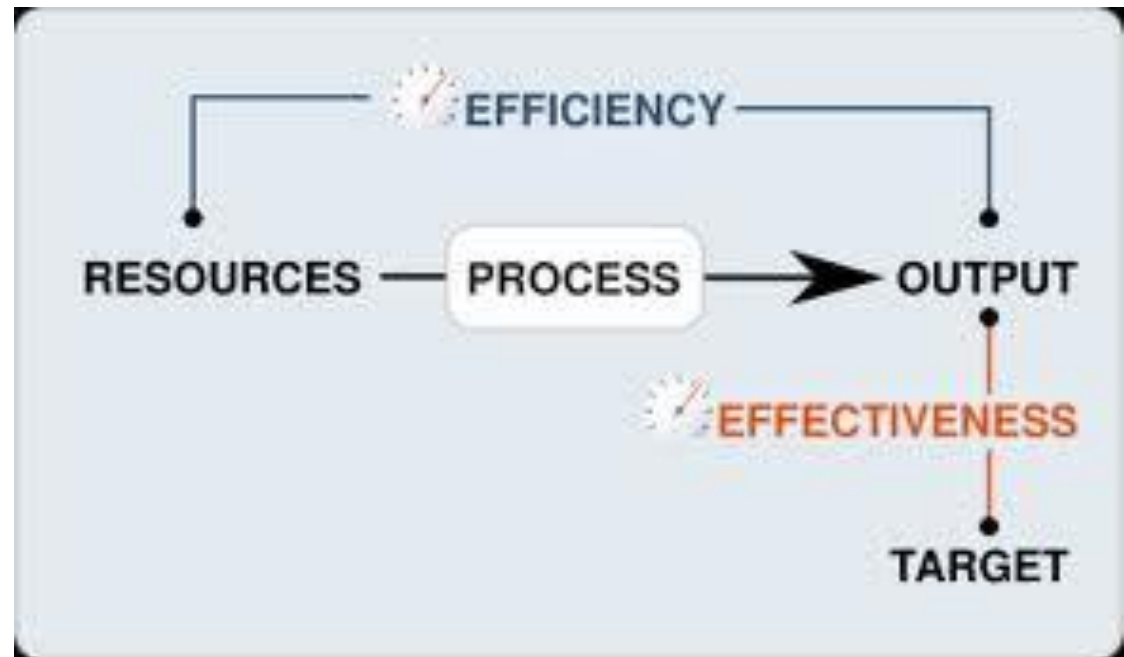 EFFICIENCY
RESOURCES PROCESS OUTPUT
EFFECTIVENESS
TARGET